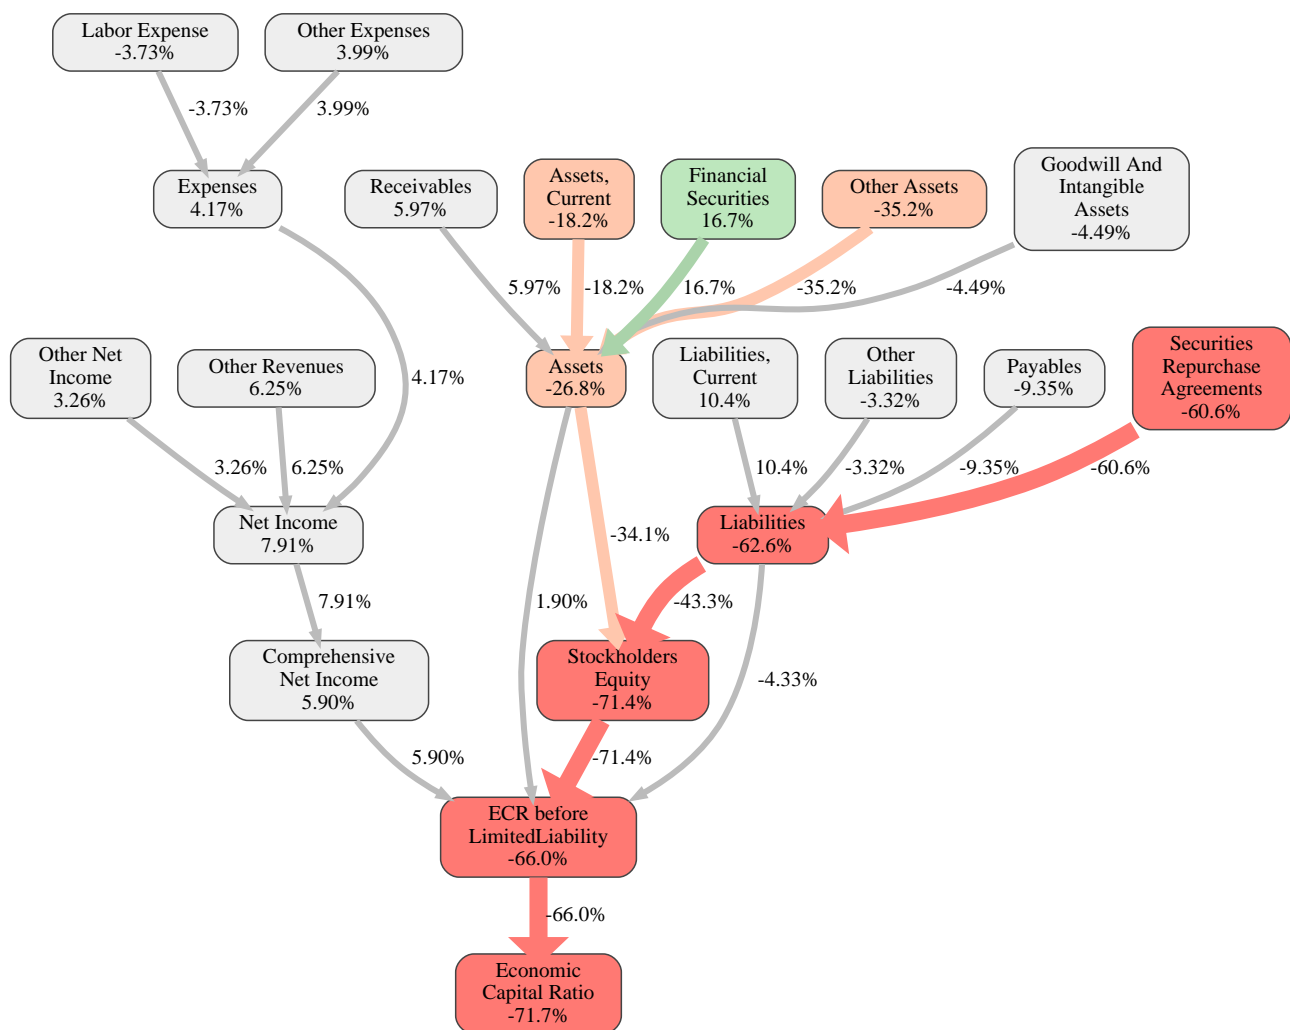 Labor Expense
-3.73%
Other Expenses
3.99%
-3.73%
3.99%
Expenses
4.17%
Receivables
5.97%
Assets,
Current
-18.2%
Financial
Securities
16.7%
Other Assets
-35.2%
Goodwill And
Intangible
Assets
-4.49%
5.97%
-18.2%
16.7%
-35.2%
-4.49%
Other Net
Income
3.26%
Other Revenues
6.25%
4.17%
Assets
-26.8%
Liabilities,
Current
10.4%
Other
Liabilities
-3.32%
Payables
-9.35%
Securities
Repurchase
Agreements
-60.6%
3.26%
6.25%
10.4%
-3.32%
-9.35%
-60.6%
Net Income
7.91%
-34.1%
Liabilities
-62.6%
7.91%
1.90%
-43.3%
Comprehensive
Net Income
5.90%
Stockholders
Equity
-71.4%
-4.33%
5.90%
-71.4%
ECR before
LimitedLiability
-66.0%
-66.0%
Economic
Capital Ratio
-71.7%